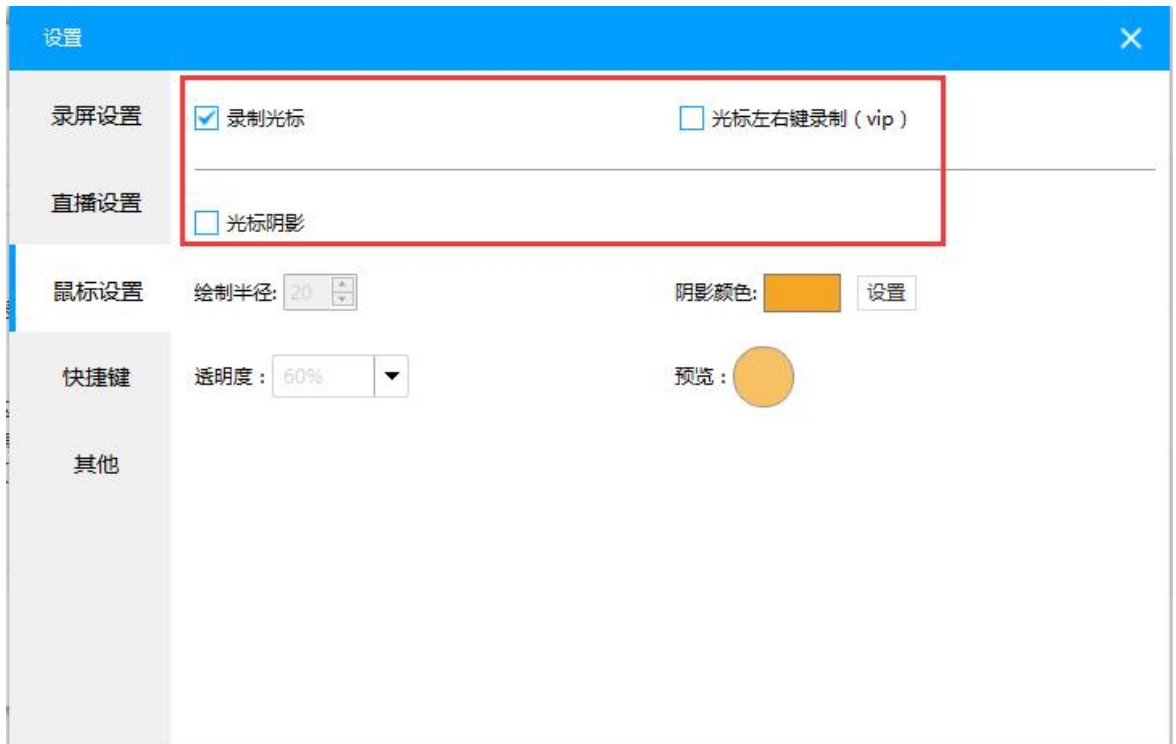 设置
录屏设置
录制光标
光标左右键录制（vip）
直播设置
光标阴影
鼠标设置
绘制半径: 20
阴影颜色: 设置
快捷键
透明度： 60%
预览：
其他